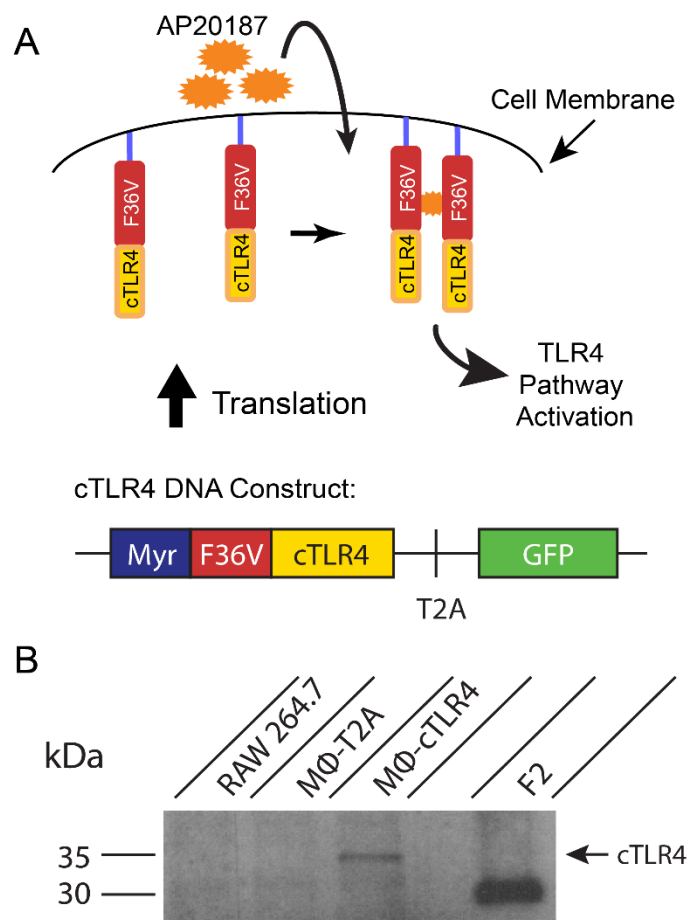 A
AP20187
Cell Membrane
F36V
F36V
F36V
F36V
cTLR4
cTLR4
cTLR4
cTLR4
TLR4
Pathway
Activation
Translation
cTLR4 DNA Construct:
Myr F36V cTLR4 GFP
T2A
B
kDa
RAW 264.7
MΦ-T2A
MΦ-cTLR4
F2
35
cTLR4
30